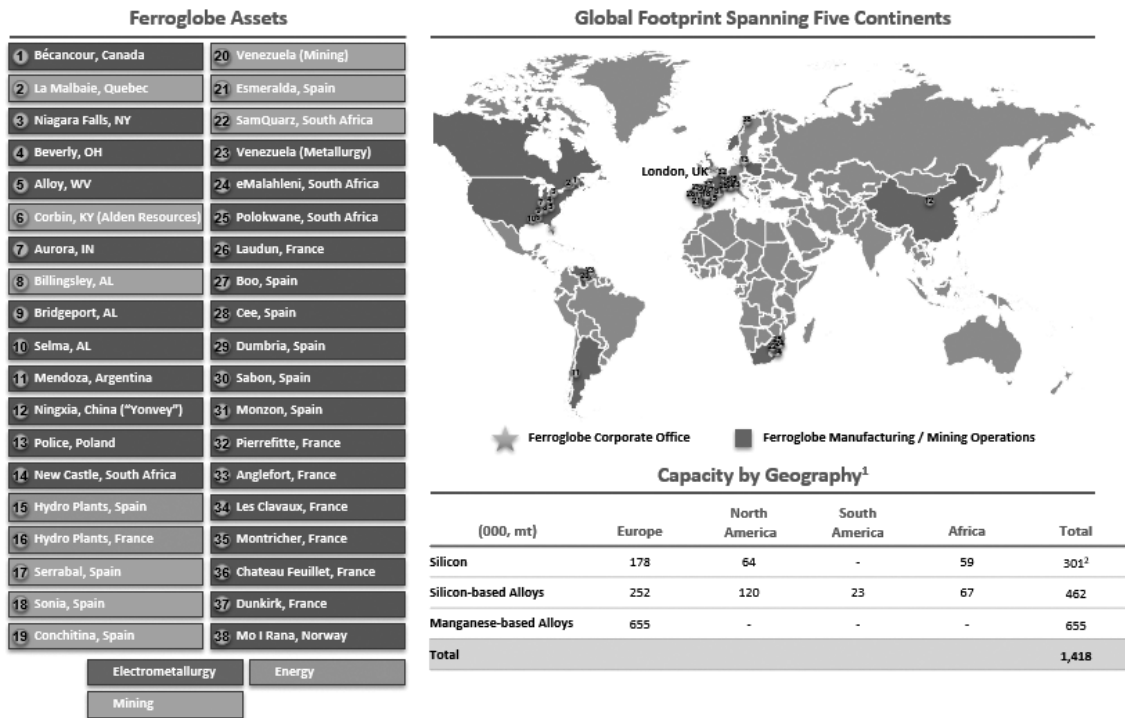 Ferroglobe Assets
1 Bécancour, Canada
2 La Malbaie, Quebec
3 Niagara Falls, NY
4 Beverly, OH
5 Alloy, WV
6 Corbin, KY (Alden Resources)
7 Aurora, IN
8 Billingsley, AL
9 Bridgeport, AL
10 Selma, AL
11 Mendoza, Argentina
12 Ningxia, China (“Yonvey”)
13 Police, Poland
14 New Castle, South Africa
15 Hydro Plants, Spain
16 Hydro Plants, France
17 Serrabal, Spain
18 Sonia, Spain
19 Conchitina, Spain
20 Venezuela (Mining)
21 Esmeralda, Spain
22 SamQuarz, South Africa
23 Venezuela (Metallurgy)
24 eMalahleni, South Africa
25 Polokwane, South Africa
26 Laudun, France
27 Boo, Spain
28 Cee, Spain
29 Dumbria, Spain
30 Sabon, Spain
31 Monzon, Spain
32 Pierrefitte, France
33 Anglefort, France
34 Les Clavaux, France
35 Montricher, France
36 Chateau Feuillet, France
37 Dunkirk, France
38 Mo I Rana, Norway
Electrometallurgy
Energy
Mining
Global Footprint Spanning Five Continents
London, UK
12
11
Ferroglobe Corporate Office
Ferroglobe Manufacturing / Mining Operations
Capacity by Geography1
(000, mt) Europe North America South America Africa Total
Silicon 178 64 - 59 3012
Silicon-based Alloys 252 120 23 67 462
Manganese-based Alloys 655 - - - 655
Total 1,418